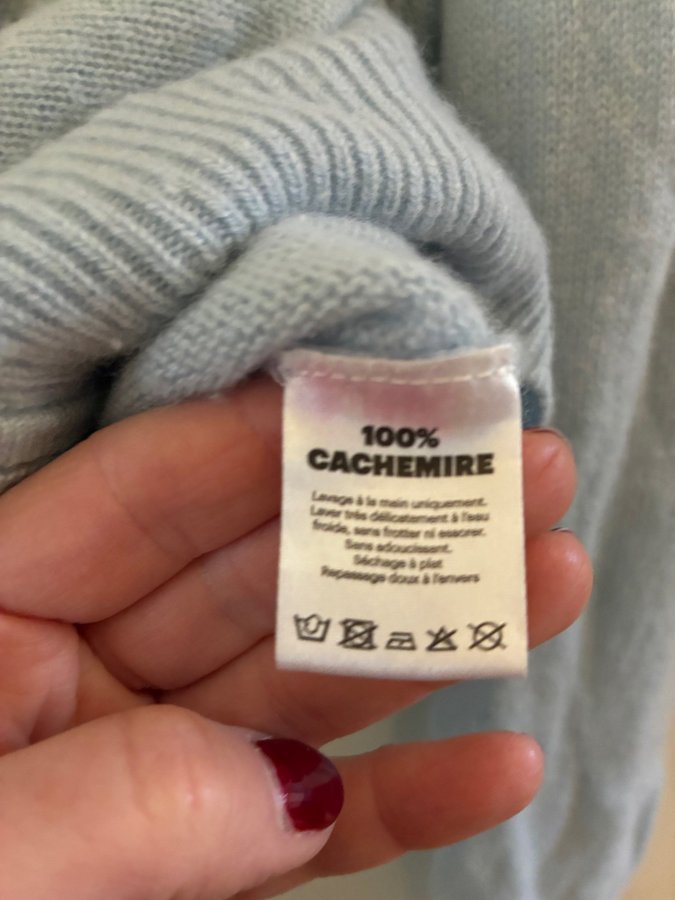 100%
CACHEMIRE
Lavage à la main uniquement.
Laver très délicatement à l'eau
froide, sans frotter ni essorer.
Sans adoucissant.
Séchage à plat
Repassage doux à l'envers